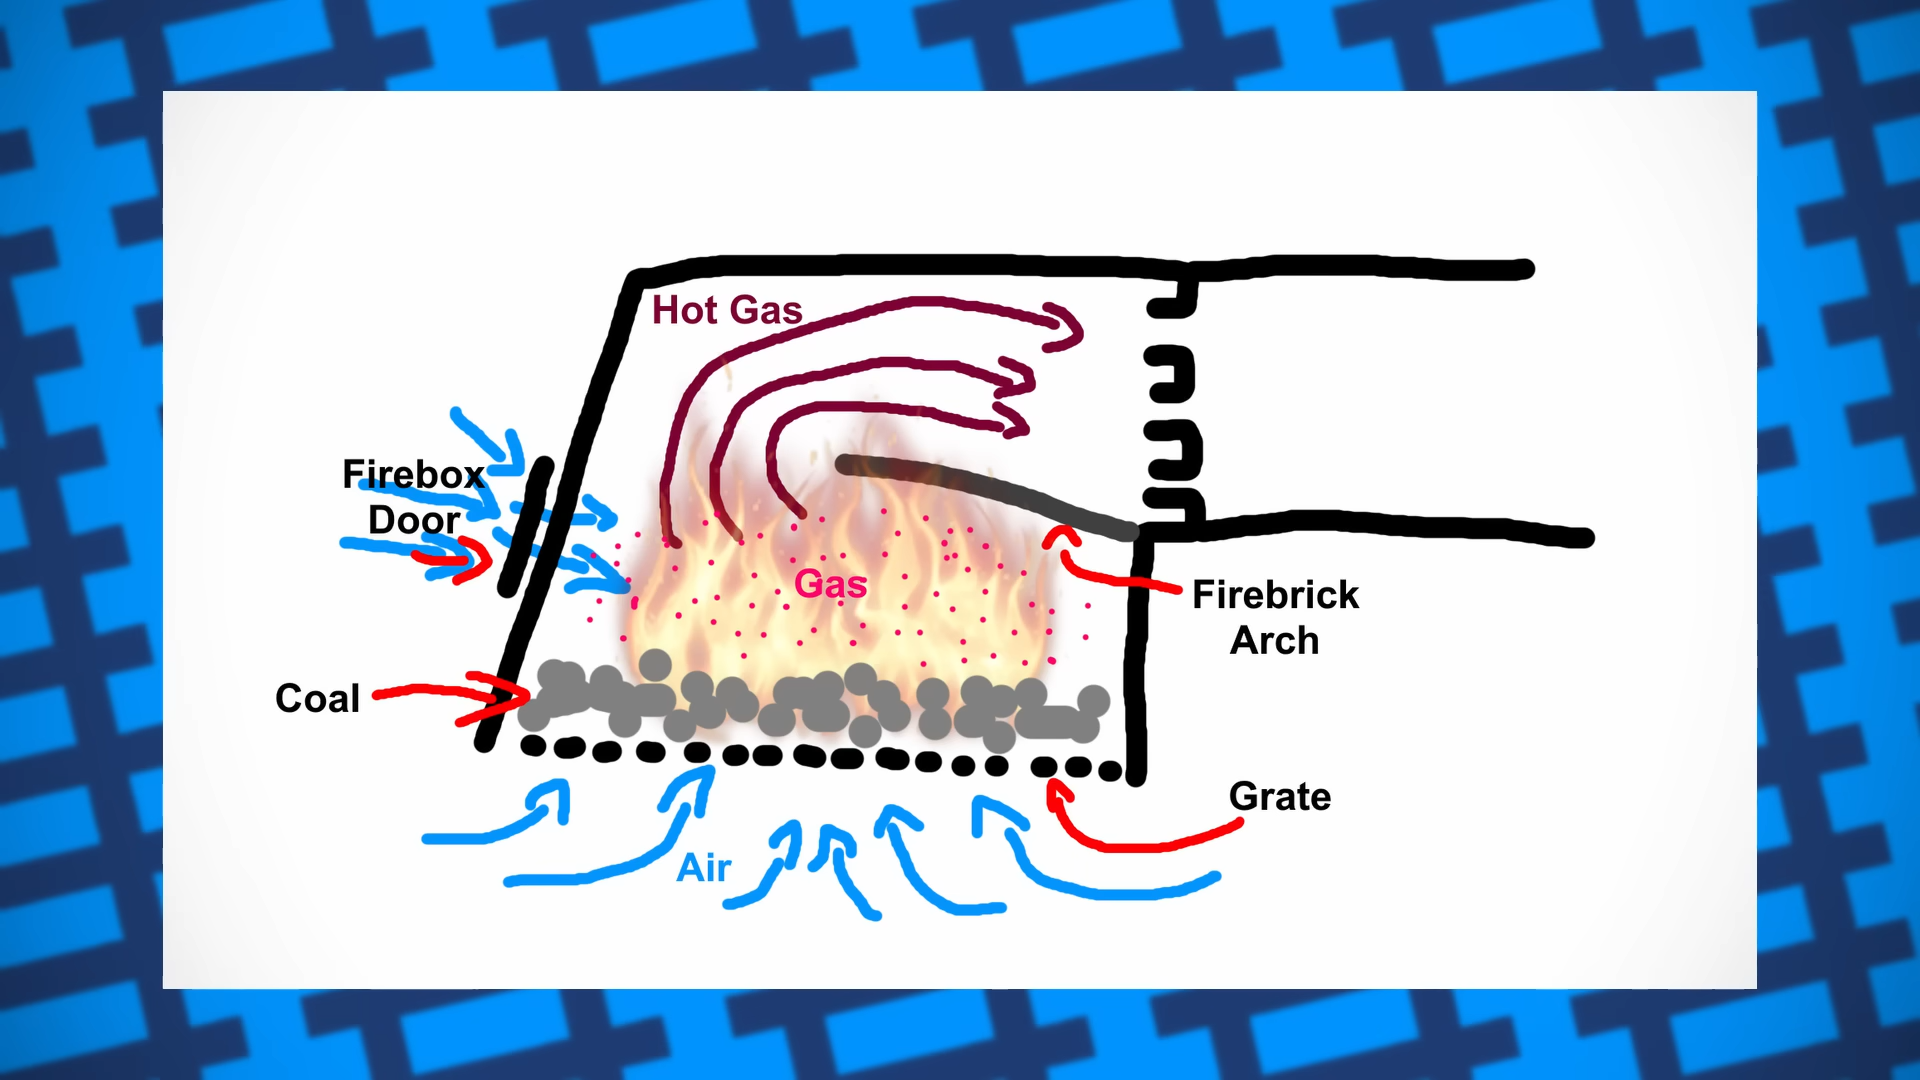 Hot Gas
Firebox
Door
Gas
Firebrick
Arch
Coal
Grate
Air